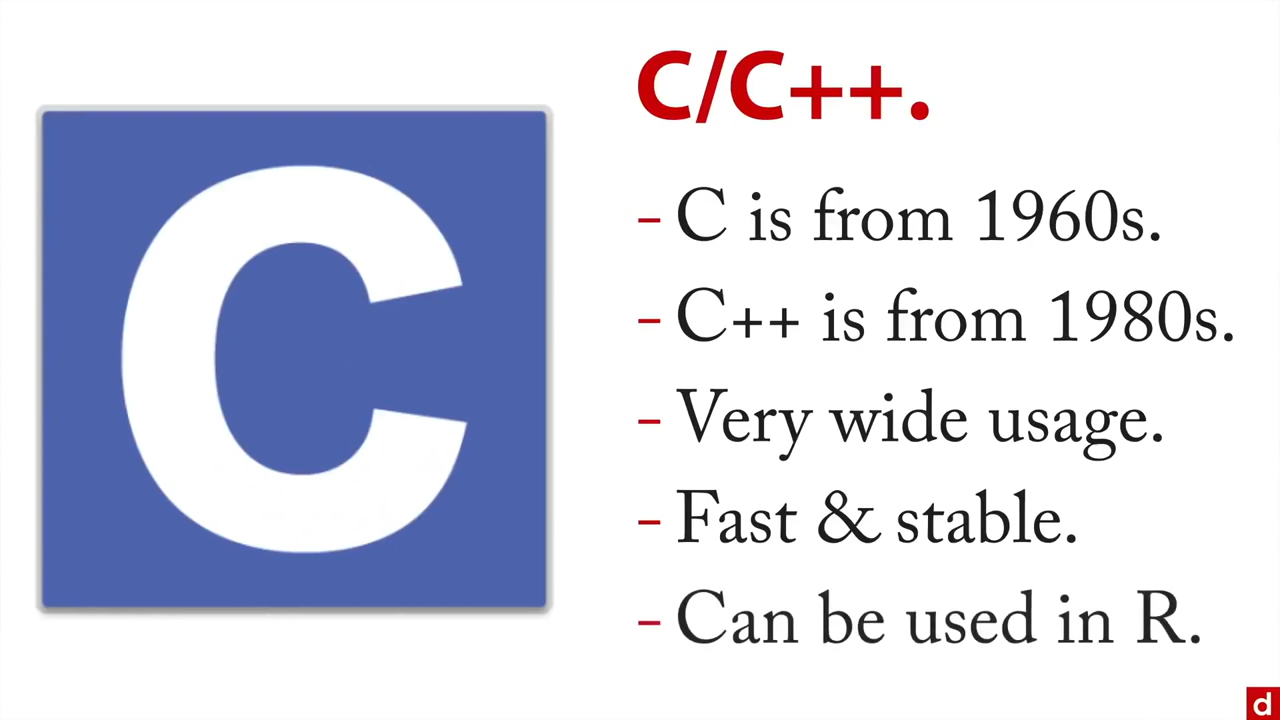 C
C/C++.
- C is from 1960s.
- C++ is from 1980s.
- Very wide usage.
- Fast & stable.
- Can be used in R.
d